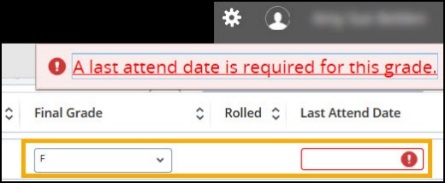 A last attend date is required for this grade.
Final Grade Rolled Last Attend Date
F